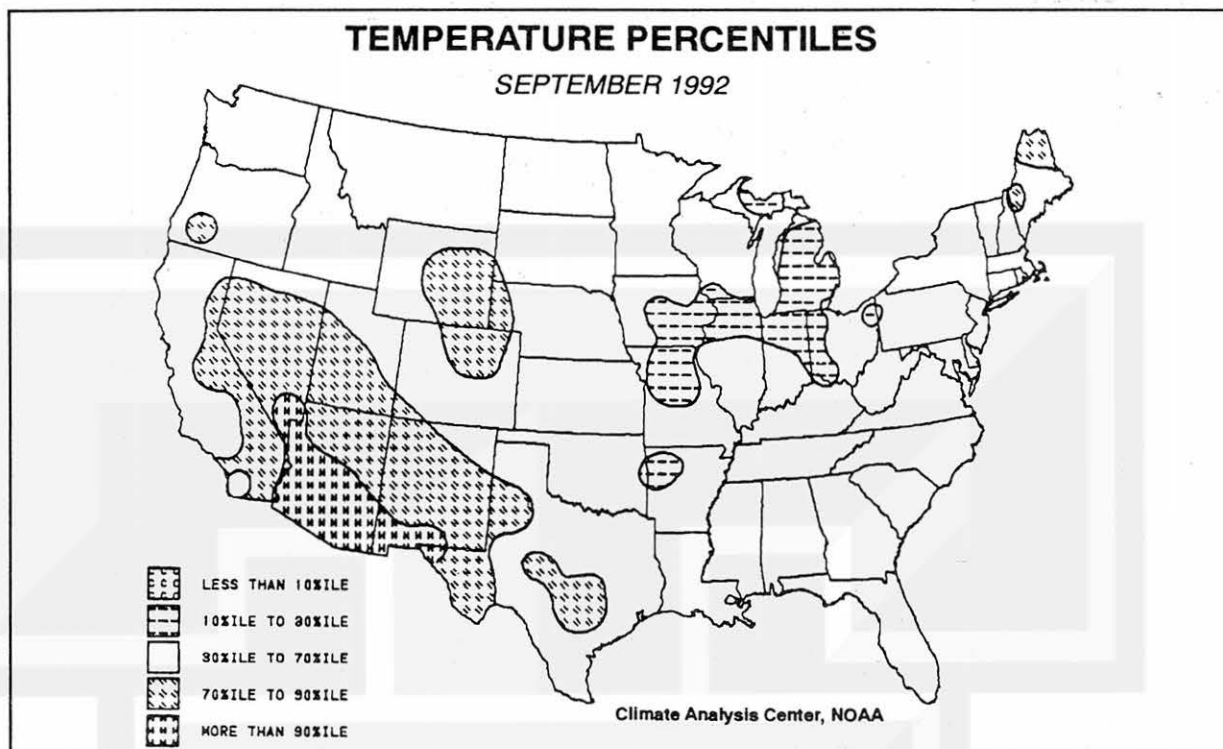 TEMPERATURE PERCENTILES
SEPTEMBER 1992
LESS THAN 10%ILE
10%ILE TO 30%ILE
30%ILE TO 70%ILE
70%ILE TO 90%ILE
MORE THAN 90%ILE
Climate Analysis Center, NOAA